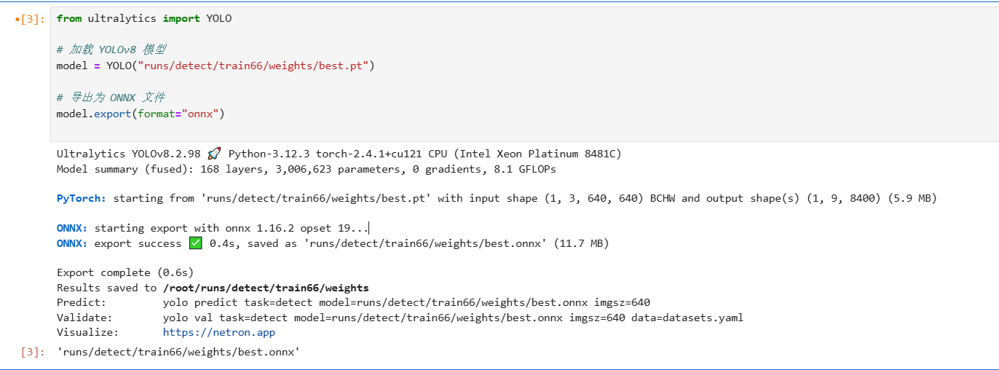 [3]: from ultralytics import YOLO
# 加载 YOLOv8 模型
model = YOLO("runs/detect/train66/weights/best.pt")
# 导出为 ONNX 文件
model.export(format="onnx")
Ultralytics YOLOv8.2.98 🚀 Python-3.12.3 torch-2.4.1+cu121 CPU (Intel Xeon Platinum 8481C)
Model summary (fused): 168 layers, 3,006,623 parameters, 0 gradients, 8.1 GFLOPs
PyTorch: starting from 'runs/detect/train66/weights/best.pt' with input shape (1, 3, 640, 640) BCHW and output shape(s) (1, 9, 8400) (5.9 MB)
ONNX: starting export with onnx 1.16.2 opset 19...
ONNX: export success ✅ 0.4s, saved as 'runs/detect/train66/weights/best.onnx' (11.7 MB)
Export complete (0.6s)
Results saved to /root/runs/detect/train66/weights
Predict: yolo predict task=detect model=runs/detect/train66/weights/best.onnx imgsz=640
Validate: yolo val task=detect model=runs/detect/train66/weights/best.onnx imgsz=640 data=datasets.yaml
Visualize: https://netron.app
[3]: 'runs/detect/train66/weights/best.onnx'